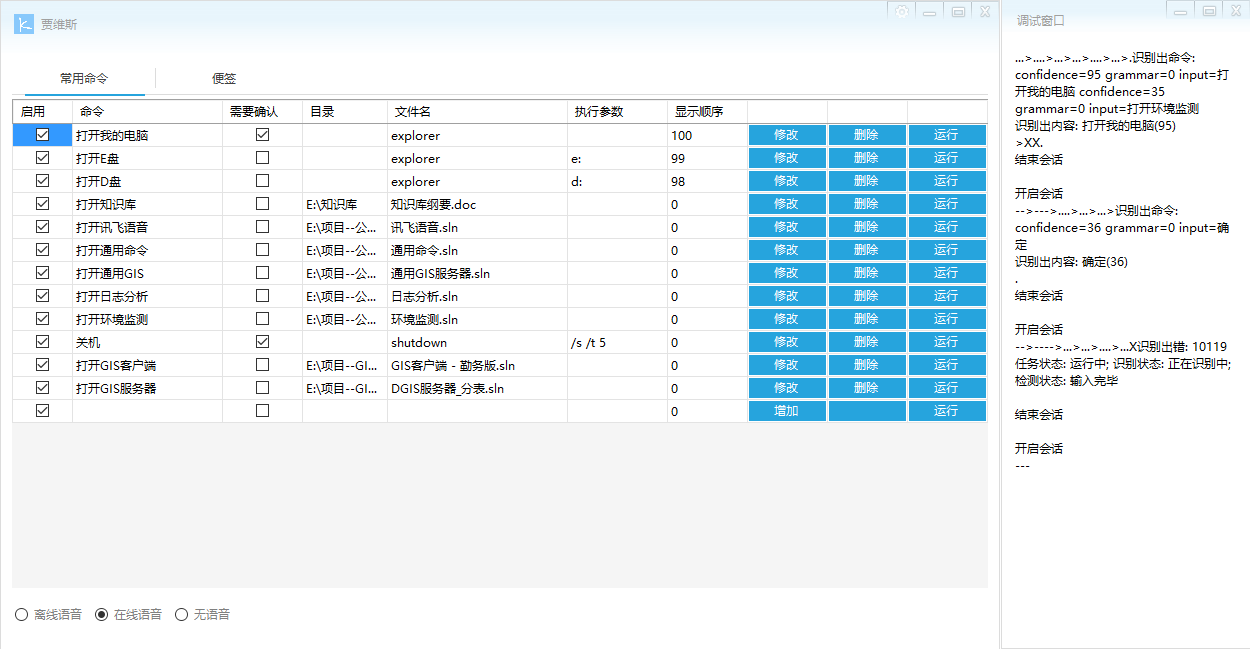 贾维斯
常用命令 便签
启用 命令 需要确认 目录 文件名 执行参数 显示顺序
打开我的电脑 explorer 100 修改 删除 运行
打开E盘 explorer e: 99 修改 删除 运行
打开D盘 explorer d: 98 修改 删除 运行
打开知识库 E:\知识库 知识库纲要.doc 0 修改 删除 运行
打开讯飞语音 E:\项目--公... 讯飞语音.sln 0 修改 删除 运行
打开通用命令 E:\项目--公... 通用命令.sln 0 修改 删除 运行
打开通用GIS E:\项目--公... 通用GIS服务器.sln 0 修改 删除 运行
打开日志分析 E:\项目--公... 日志分析.sln 0 修改 删除 运行
打开环境监测 E:\项目--公... 环境监测.sln 0 修改 删除 运行
关机 shutdown /s /t 5 0 修改 删除 运行
打开GIS客户端 E:\项目--GI... GIS客户端 - 勤务版.sln 0 修改 删除 运行
打开GIS服务器 E:\项目--GI... DGIS服务器_分表.sln 0 修改 删除 运行
0 增加 运行
离线语音 在线语音 无语音
调试窗口
...>....>...>...>....>...>.识别出命令:
confidence=95 grammar=0 input=打
开我的电脑 confidence=35
grammar=0 input=打开环境监测
识别出内容: 打开我的电脑(95)
>XX.
结束会话
开启会话
-->--->....>...>...>识别出命令:
confidence=36 grammar=0 input=确
定
识别出内容: 确定(36)
.
结束会话
开启会话
-->---->...>...>....>...X识别出错: 10119
任务状态: 运行中; 识别状态: 正在识别中;
检测状态: 输入完毕
结束会话
开启会话
---